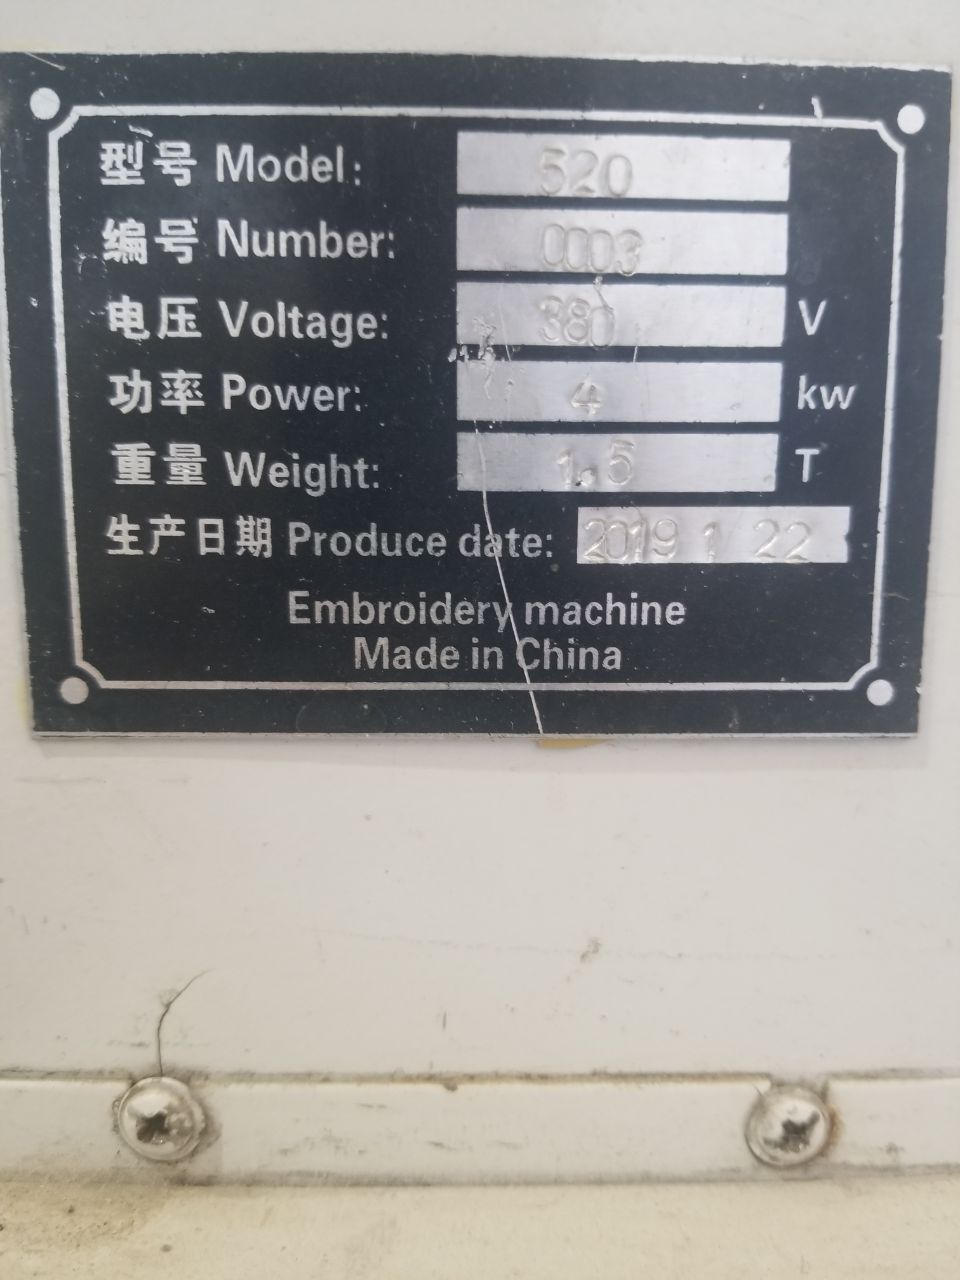 型号 Model: 520
编号 Number: 0003
电压 Voltage: 380 V
功率 Power: 4 kw
重量 Weight: 1.5 T
生产日期 Produce date: 2019 1 22
Embroidery machine
Made in China